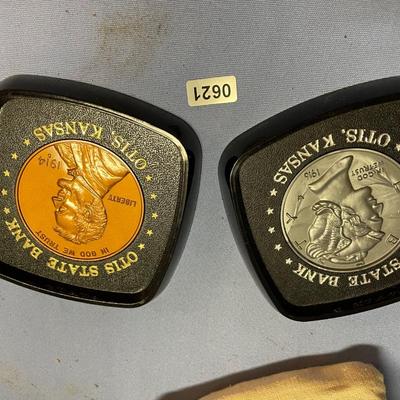 0621
OTIS STATE BANK
OTIS, KANSAS
IN GOD WE TRUST
LIBERTY
1914
D
STATE BANK
OTIS, KANSAS
IN GOD
WE TRUST
1916